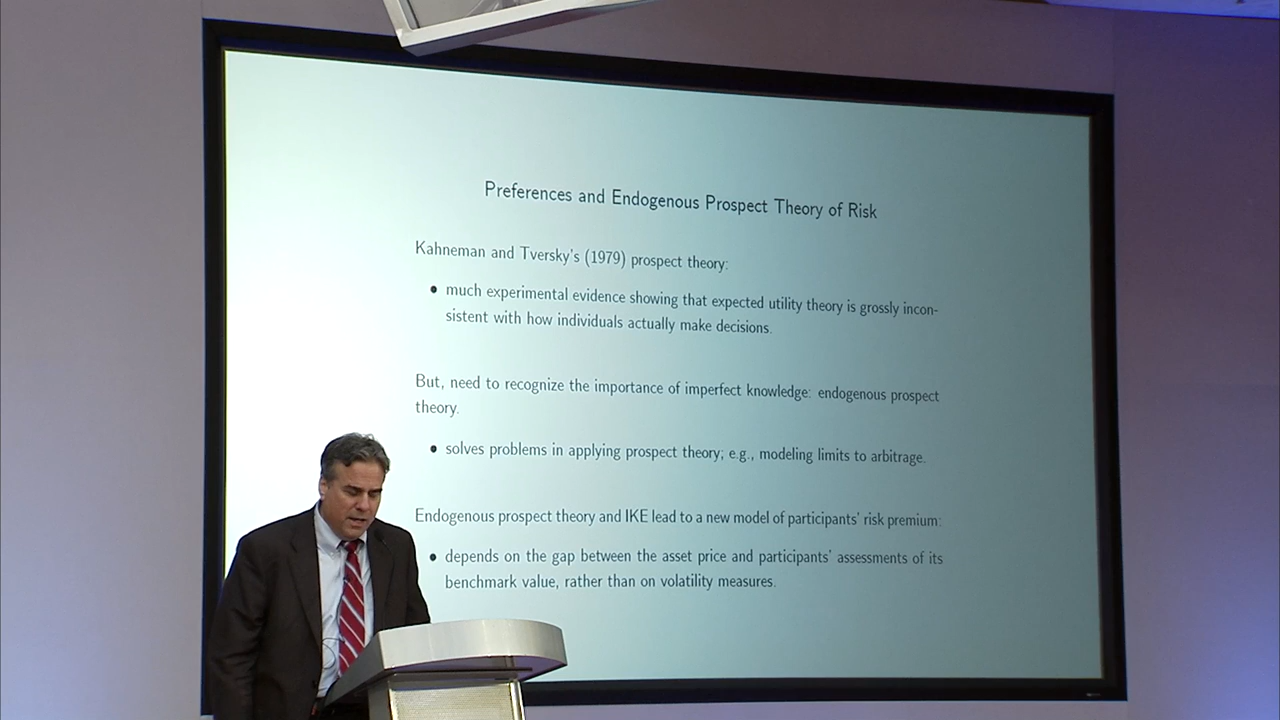 Preferences and Endogenous Prospect Theory of Risk
Kahneman and Tversky's (1979) prospect theory:
• much experimental evidence showing that expected utility theory is grossly incon-
sistent with how individuals actually make decisions.
But, need to recognize the importance of imperfect knowledge: endogenous prospect
theory.
• solves problems in applying prospect theory; e.g., modeling limits to arbitrage.
Endogenous prospect theory and IKE lead to a new model of participants' risk premium:
• depends on the gap between the asset price and participants' assessments of its
benchmark value, rather than on volatility measures.